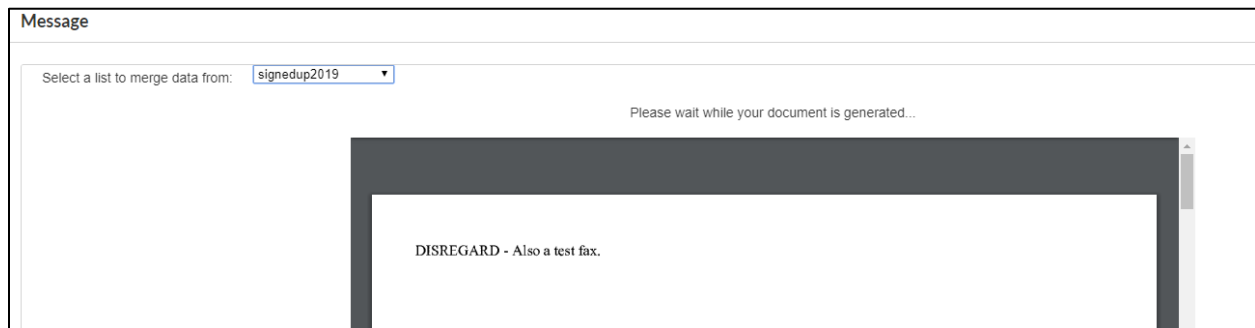 Message
Select a list to merge data from: signedup2019
Please wait while your document is generated...
DISREGARD - Also a test fax.